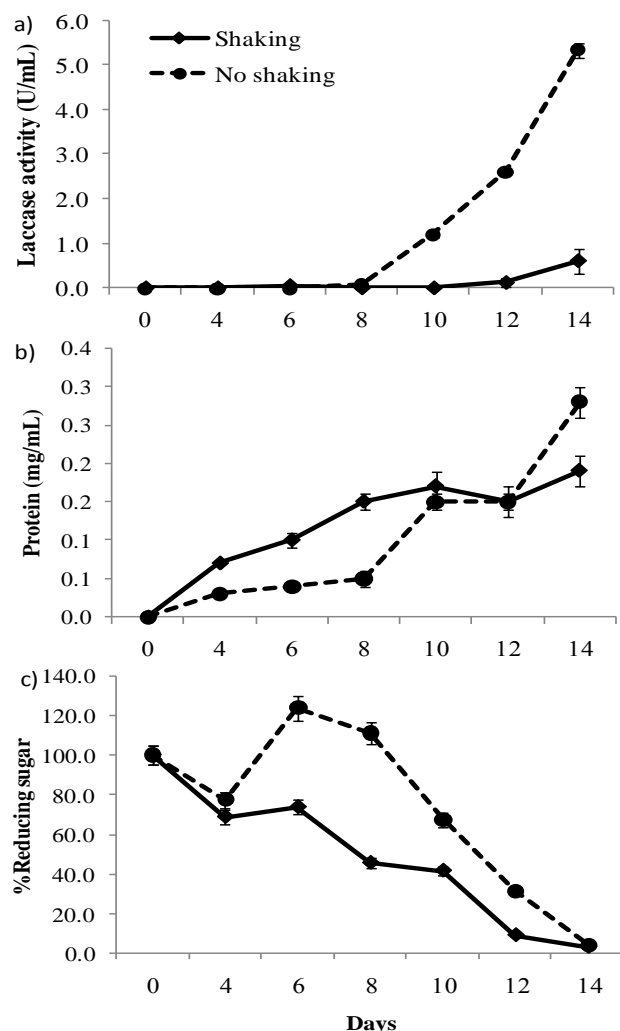 a)
Laccase activity (U/mL)
6.0
5.0
4.0
3.0
2.0
1.0
0.0
Shaking
No shaking
0 4 6 8 10 12 14
b)
Protein (mg/mL)
0.4
0.3
0.3
0.2
0.2
0.1
0.1
0.0
0 4 6 8 10 12 14
c)
%Reducing sugar
140.0
120.0
100.0
80.0
60.0
40.0
20.0
0.0
0 4 6 8 10 12 14
Days